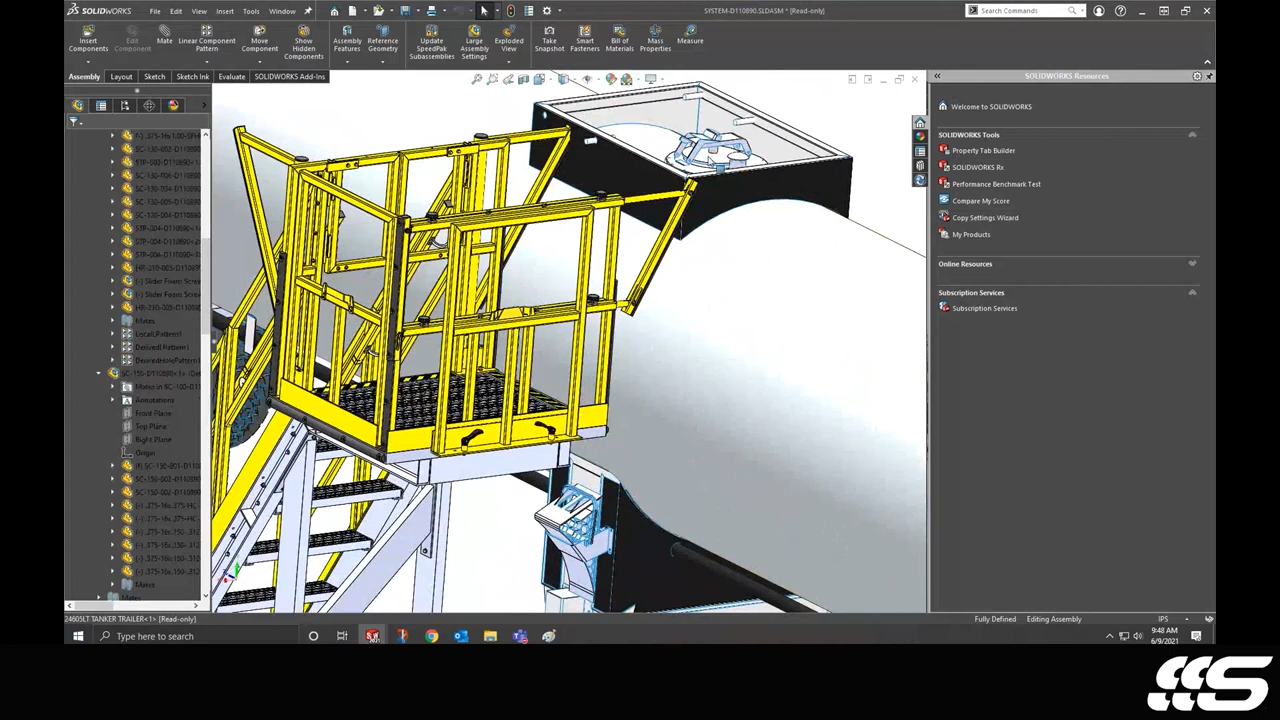 SOLIDWORKS
File Edit View Insert Tools Window
SYSTEM-D110890.SLDASM * [Read-only]
Search Commands
Insert Components
Edit Component
Mate
Linear Component Pattern
Move Component
Show Hidden Components
Assembly Features
Reference Geometry
Update SpeedPak Subassemblies
Large Assembly Settings
Exploded View
Take Snapshot
Smart Fasteners
Bill of Materials
Mass Properties
Measure
Assembly Layout Sketch Sketch Ink Evaluate SOLIDWORKS Add-Ins
SOLIDWORKS Resources
Welcome to SOLIDWORKS
SOLIDWORKS Tools
Property Tab Builder
SOLIDWORKS Rx
Performance Benchmark Test
Compare My Score
Copy Settings Wizard
My Products
Online Resources
Subscription Services
Subscription Services
Mates
LocalLPattern1
DerivedLPattern1
Annotations
Front Plane
Top Plane
Right Plane
Origin
Mates
Mates
24605LT TANKER TRAILER<1> [Read-only]
Fully Defined
Editing Assembly
IPS
Type here to search
9:48 AM
6/9/2021